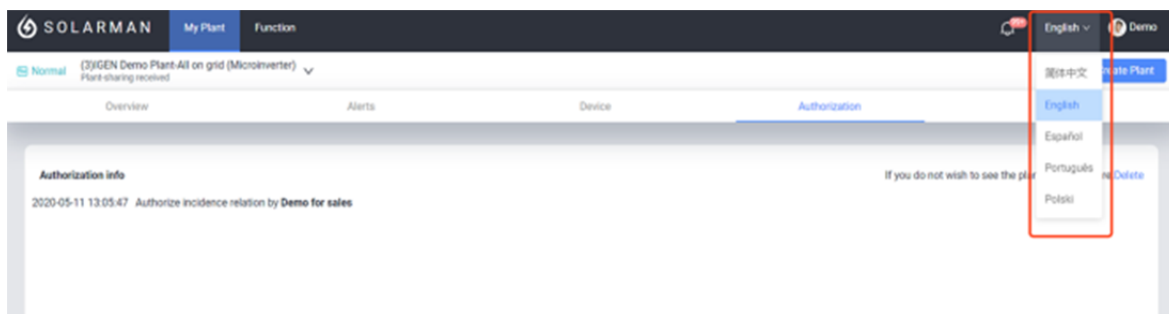 SOLARMAN My Plant Function English Demo
Normal (3)IGEN Demo Plant-All on grid (Microinverter)
Plant-sharing received
Plant
Overview Alerts Device Authorization
简体中文
English
Español
Português
Polski
Authorization info If you do not wish to see the Delete
2020-05-11 13:05:47 Authorize incidence relation by Demo for sales